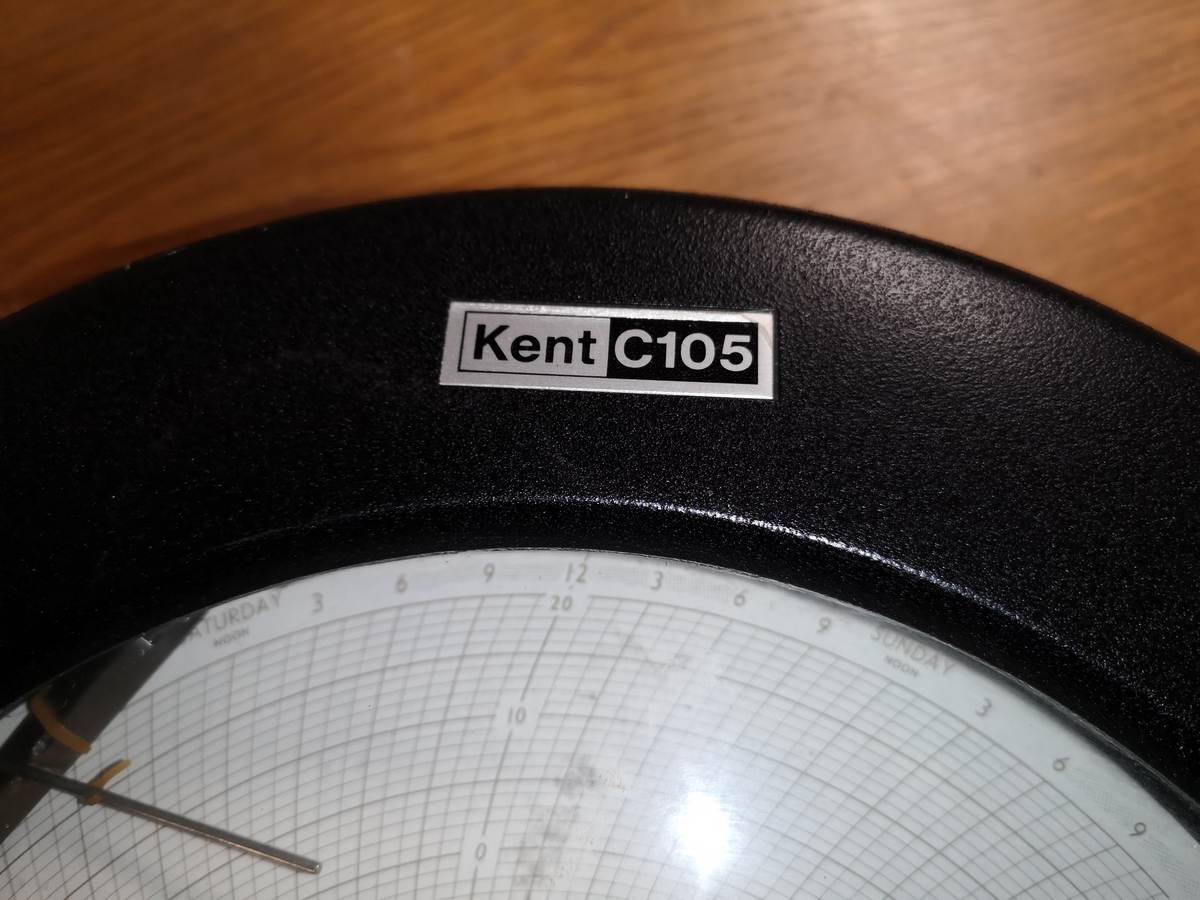 Kent C105
6 9 12 3 6
SATURDAY 3 20 9 SUNDAY
NOON NOON
3
10 6
9
0